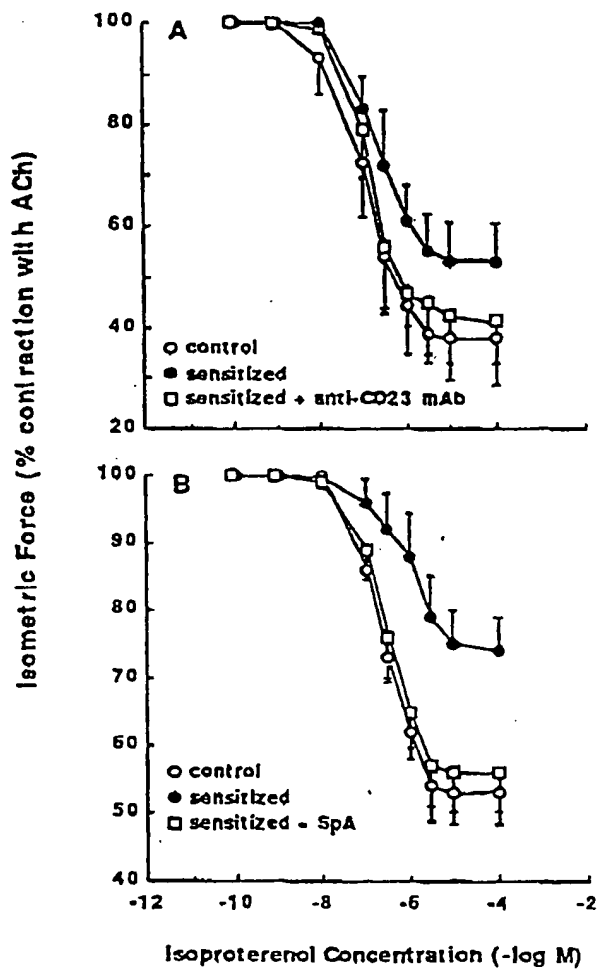 Isometric Force (% contraction with ACh)
A
100
80
60
40
20
control
sensitized
sensitized + anti-CD23 mAb
B
100
90
80
70
60
50
40
control
sensitized
sensitized - SpA
-12 -10 -8 -6 -4 -2
Isoproterenol Concentration (-log M)